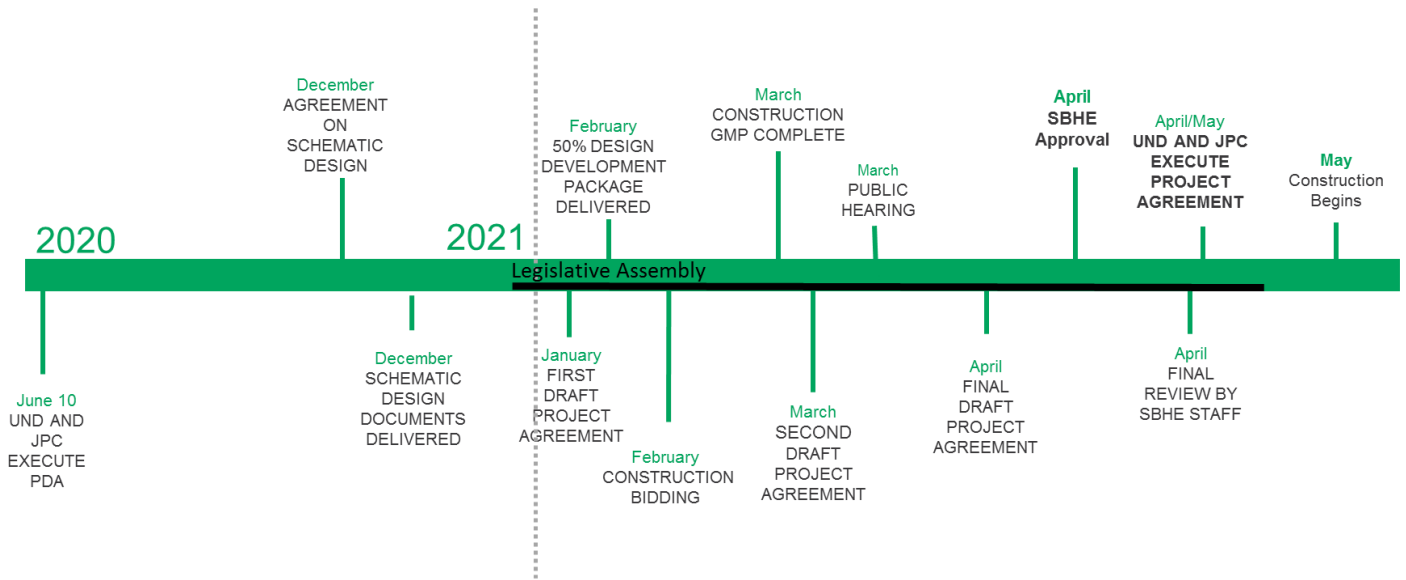 December
AGREEMENT
ON
SCHEMATIC
DESIGN
February
50% DESIGN
DEVELOPMENT
PACKAGE
DELIVERED
March
CONSTRUCTION
GMP COMPLETE
March
PUBLIC
HEARING
April
SBHE
Approval
April/May
UND AND JPC
EXECUTE
PROJECT
AGREEMENT
May
Construction
Begins
2020
2021
Legislative Assembly
June 10
UND AND
JPC
EXECUTE
PDA
December
SCHEMATIC
DESIGN
DOCUMENTS
DELIVERED
January
FIRST
DRAFT
PROJECT
AGREEMENT
February
CONSTRUCTION
BIDDING
March
SECOND
DRAFT
PROJECT
AGREEMENT
April
FINAL
DRAFT
PROJECT
AGREEMENT
April
FINAL
REVIEW BY
SBHE STAFF